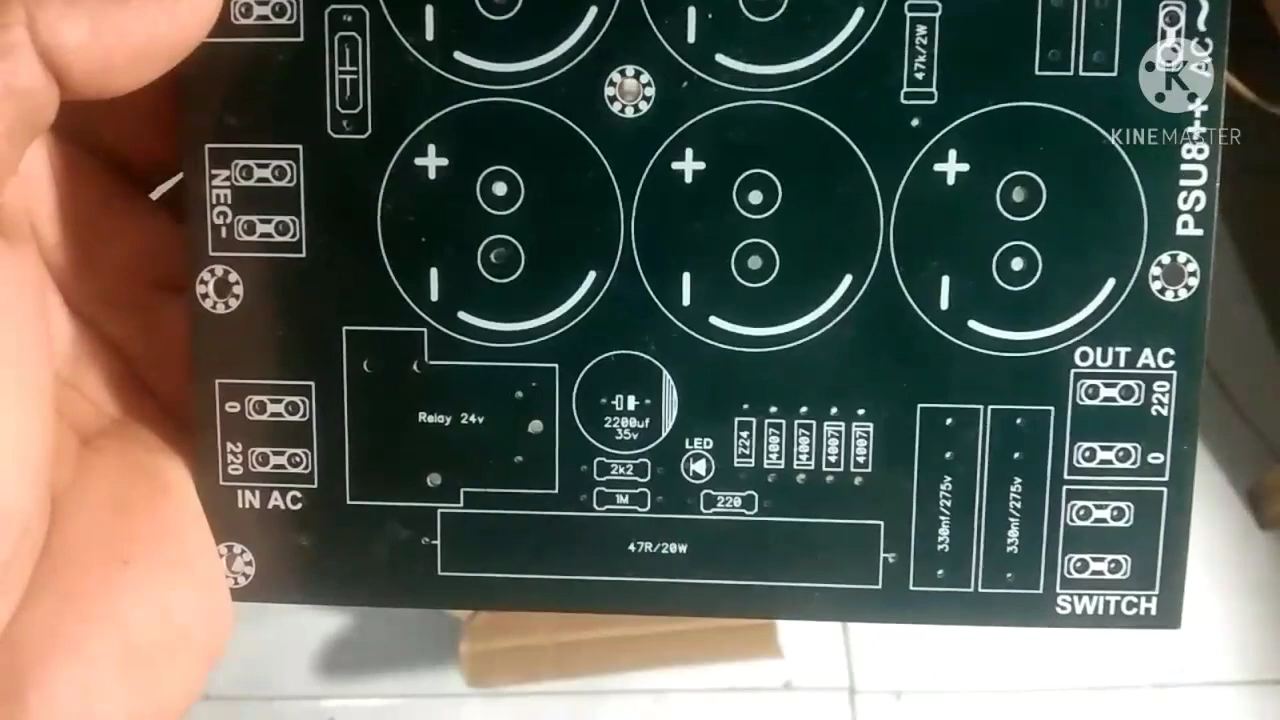 47k/2W
AC~
PSU8++
KINEMASTER
NEG-
OUT AC
220
0
0
220
IN AC
Relay 24v
2200uf
35v
LED
Z24
4007
4007
4007
4007
2k2
1M
220
47R/20W
330nf/275v
330nf/275v
SWITCH